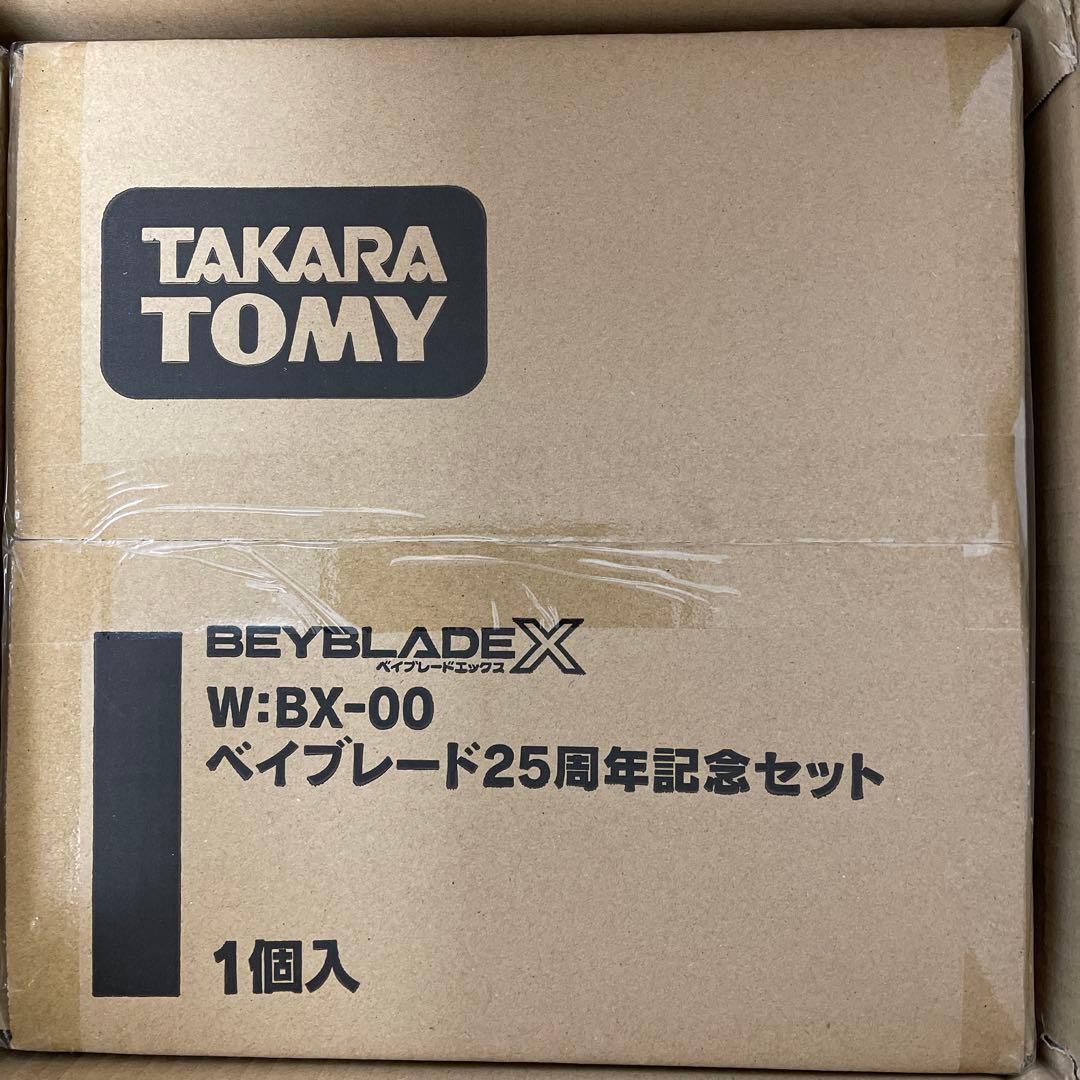 TAKARA
TOMY
BEYBLADE X
ベイブレードエックス
W:BX-00
ベイブレード25周年記念セット
1個入